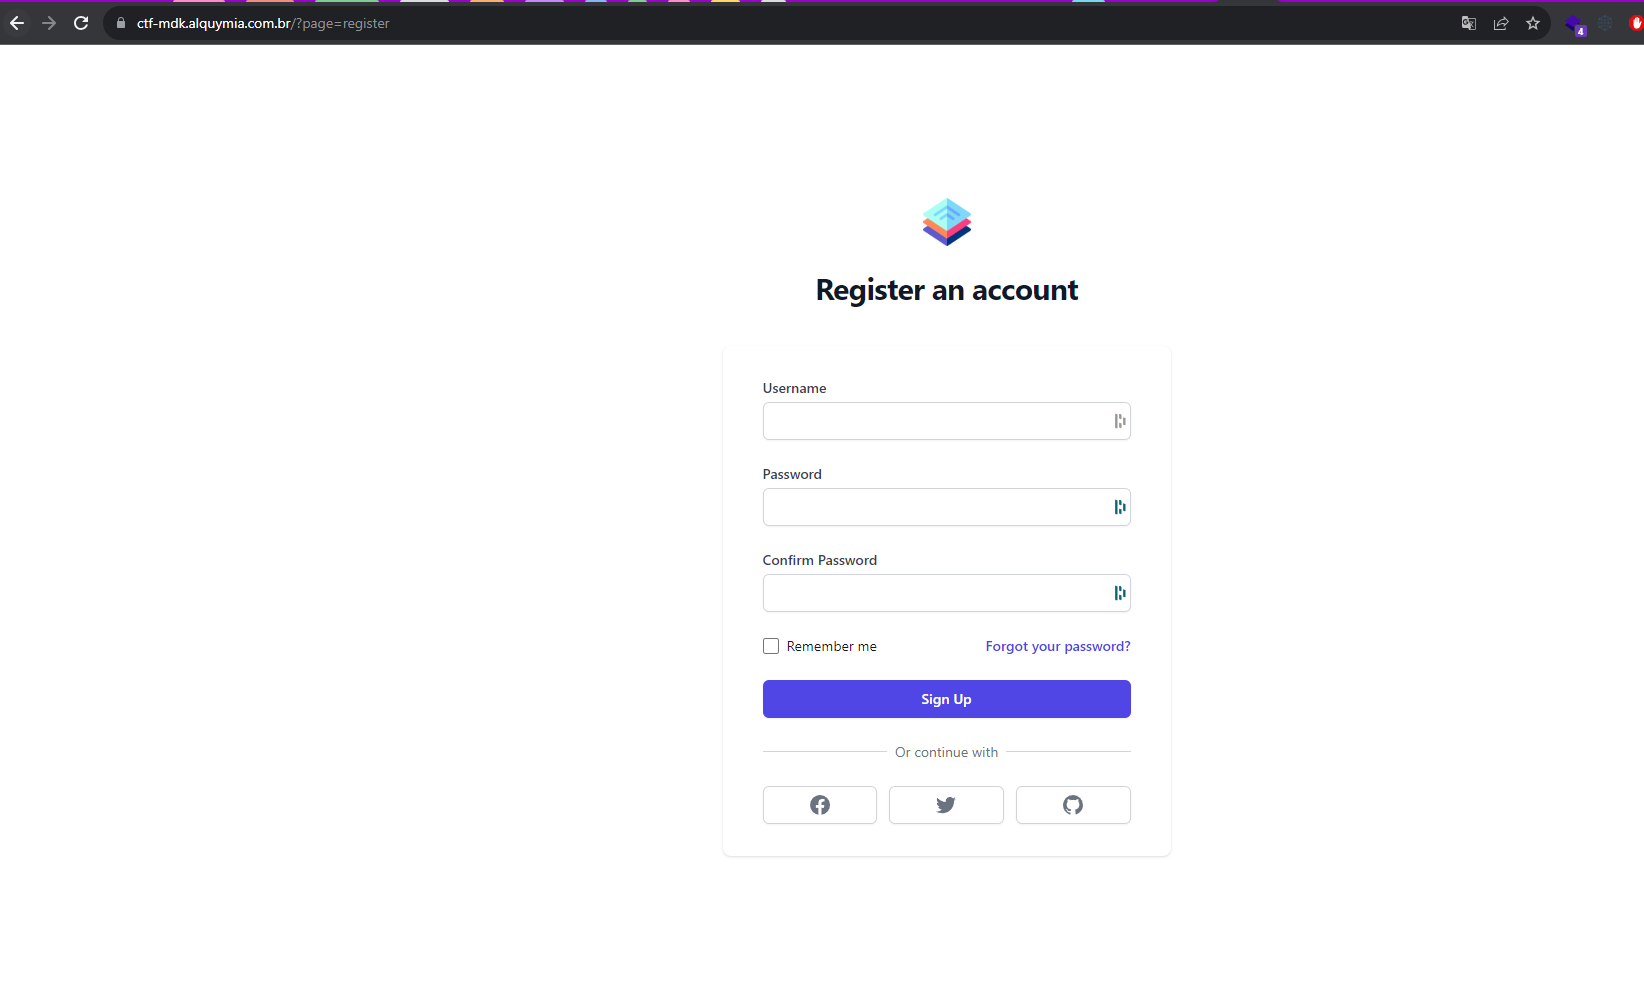 ctf-mdk.alquymia.com.br/?page=register
4
Register an account
Username
Password
Confirm Password
Remember me
Forgot your password?
Sign Up
Or continue with